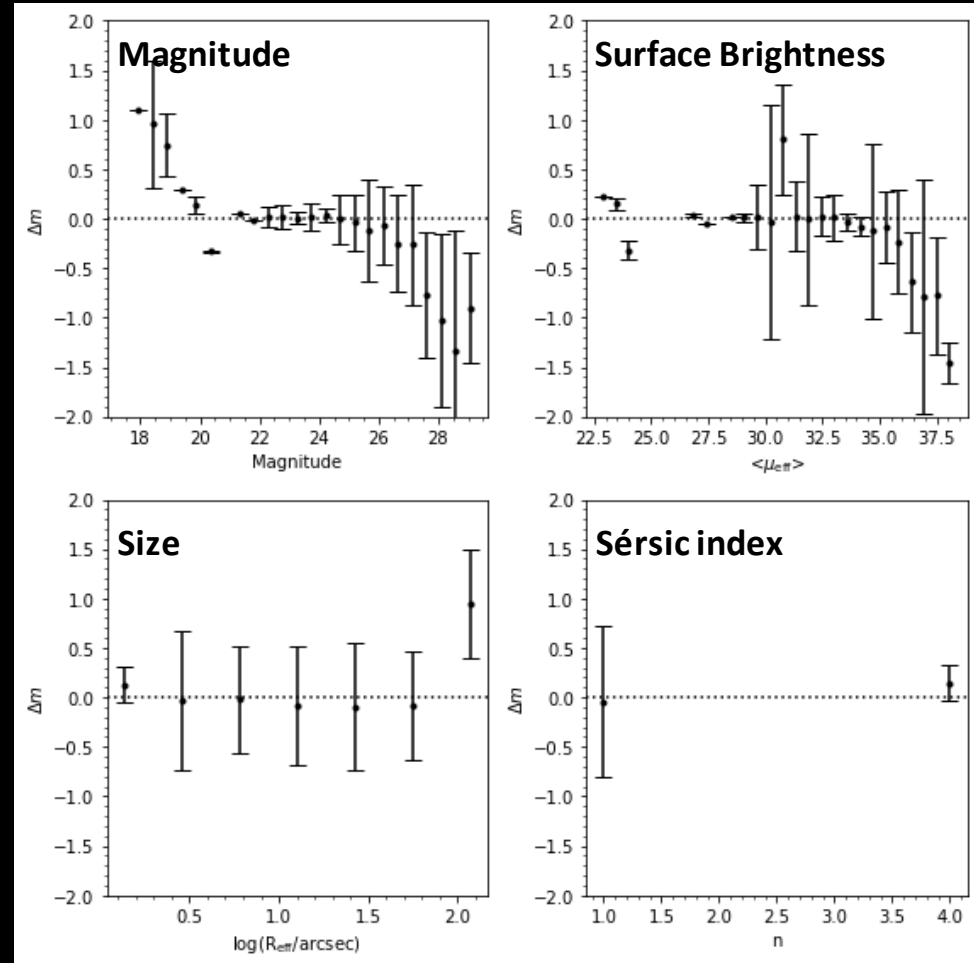 Magnitude
2.0
1.5
1.0
0.5
0.0
−0.5
−1.0
−1.5
−2.0
Δm
18 20 22 24 26 28
Magnitude
Surface Brightness
2.0
1.5
1.0
0.5
0.0
−0.5
−1.0
−1.5
−2.0
Δm
22.5 25.0 27.5 30.0 32.5 35.0 37.5
<μeff>
Size
2.0
1.5
1.0
0.5
0.0
−0.5
−1.0
−1.5
−2.0
Δm
0.5 1.0 1.5 2.0
log(Reff/arcsec)
Sérsic index
2.0
1.5
1.0
0.5
0.0
−0.5
−1.0
−1.5
−2.0
Δm
1.0 1.5 2.0 2.5 3.0 3.5 4.0
n